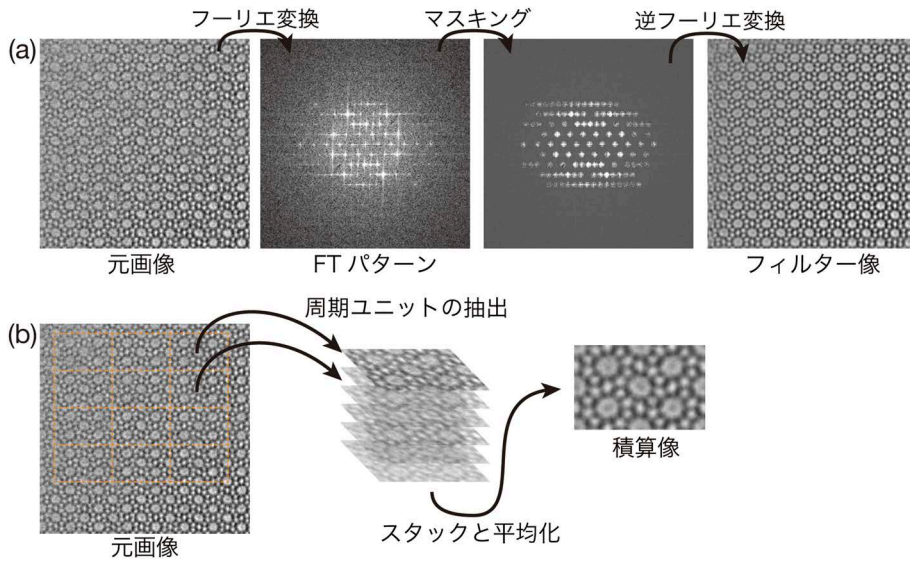 フーリエ変換
マスキング
逆フーリエ変換
(a)
元画像
FT パターン
フィルター像
周期ユニットの抽出
(b)
積算像
スタックと平均化
元画像